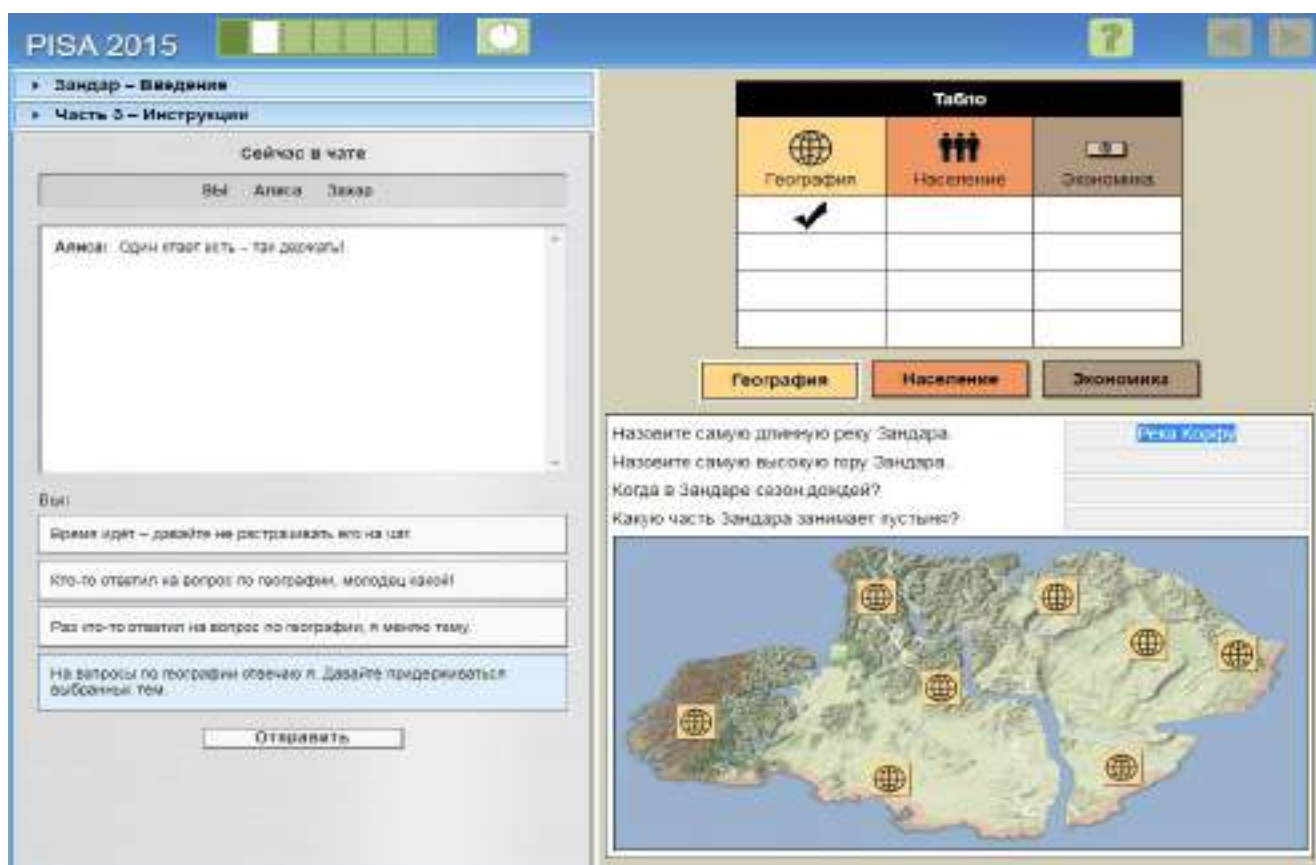 PISA 2015
?
Зандар – Введение
Часть 3 – Инструкции
Сейчас в чате
ВЫ Алиса Захар
Алиса: Один ответ есть – так держать!
Вы:
Время идёт – давайте не растрачивать его на чат.
Кто-то ответил на вопрос по географии, молодец какой!
Раз кто-то ответил на вопрос по географии, я меняю тему.
На вопросы по географии отвечаю я. Давайте придерживаться
выбранных тем.
Отправить
Табло
География Население Экономика
География Население Экономика
Назовите самую длинную реку Зандара. Река Корфу
Назовите самую высокую гору Зандара.
Когда в Зандаре сезон дождей?
Какую часть Зандара занимает пустыня?